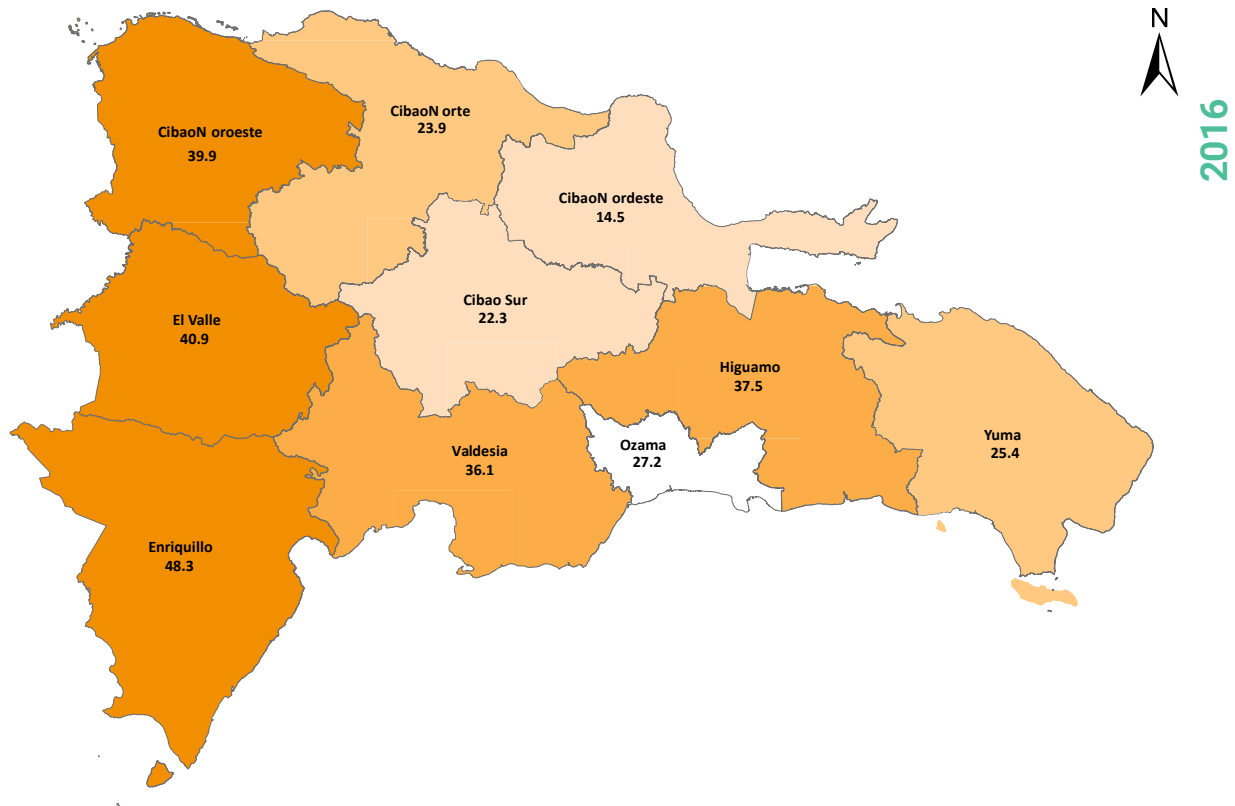 N
2016
CibaoN orte
23.9
CibaoN oroeste
39.9
CibaoN ordeste
14.5
Cibao Sur
22.3
El Valle
40.9
Higuamo
37.5
Yuma
25.4
Ozama
27.2
Valdesia
36.1
Enriquillo
48.3